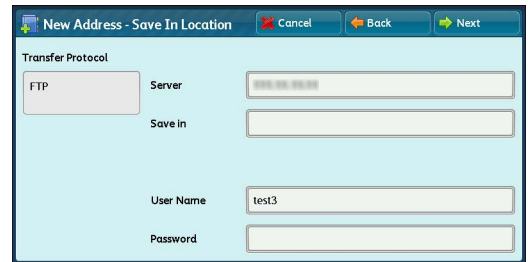 New Address - Save In Location
Cancel
Back
Next
Transfer Protocol
FTP
Server
Save in
User Name
test3
Password